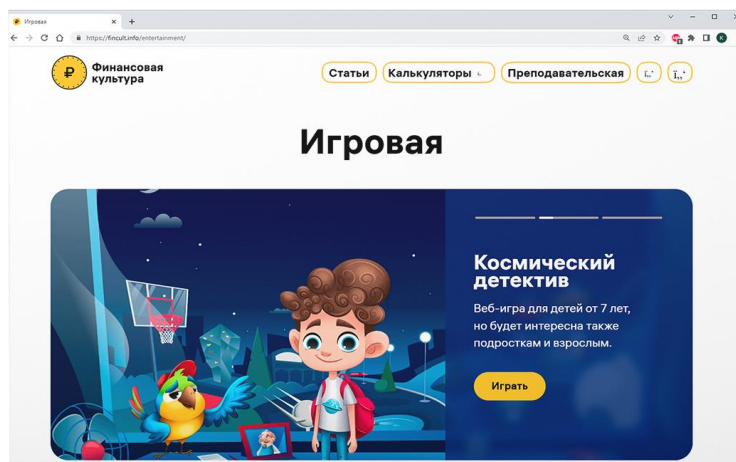 Игровая
https://fincult.info/entertainment/
Финансовая
культура
Статьи
Калькуляторы
Преподавательская
Игровая
Космический
детектив
Веб-игра для детей от 7 лет,
но будет интересна также
подросткам и взрослым.
Играть